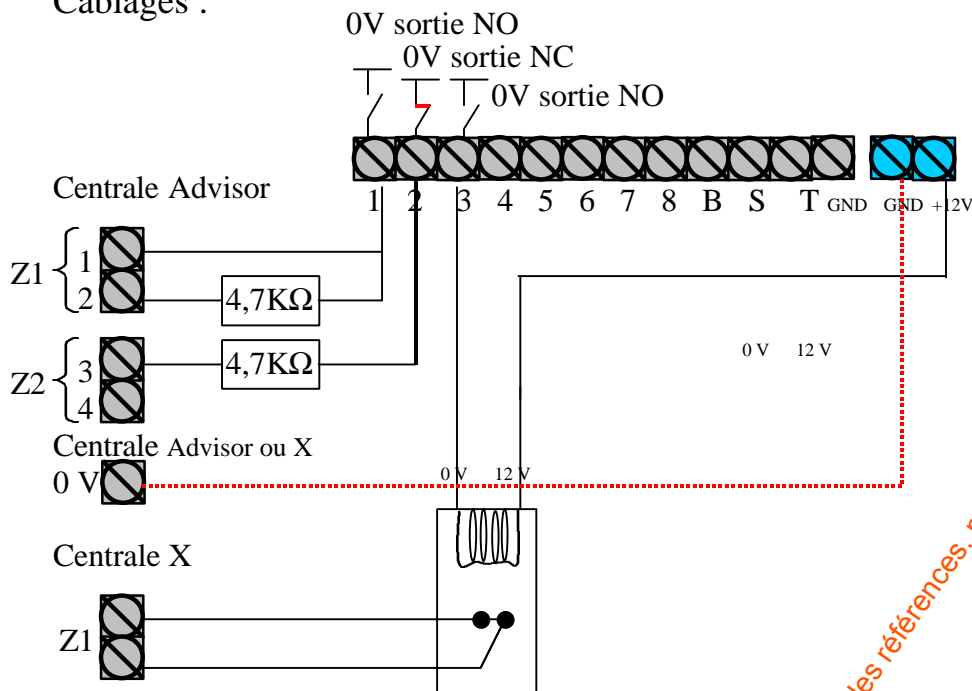 Câblages :
0V sortie NO
0V sortie NC
0V sortie NO
1 2 3 4 5 6 7 8 B S T GND GND +12V
Centrale Advisor
Z1
1
2
4,7KΩ
Z2
3
4
4,7KΩ
0 V 12 V
Centrale Advisor ou X
0 V
0 V 12 V
Centrale X
Z1
les références,